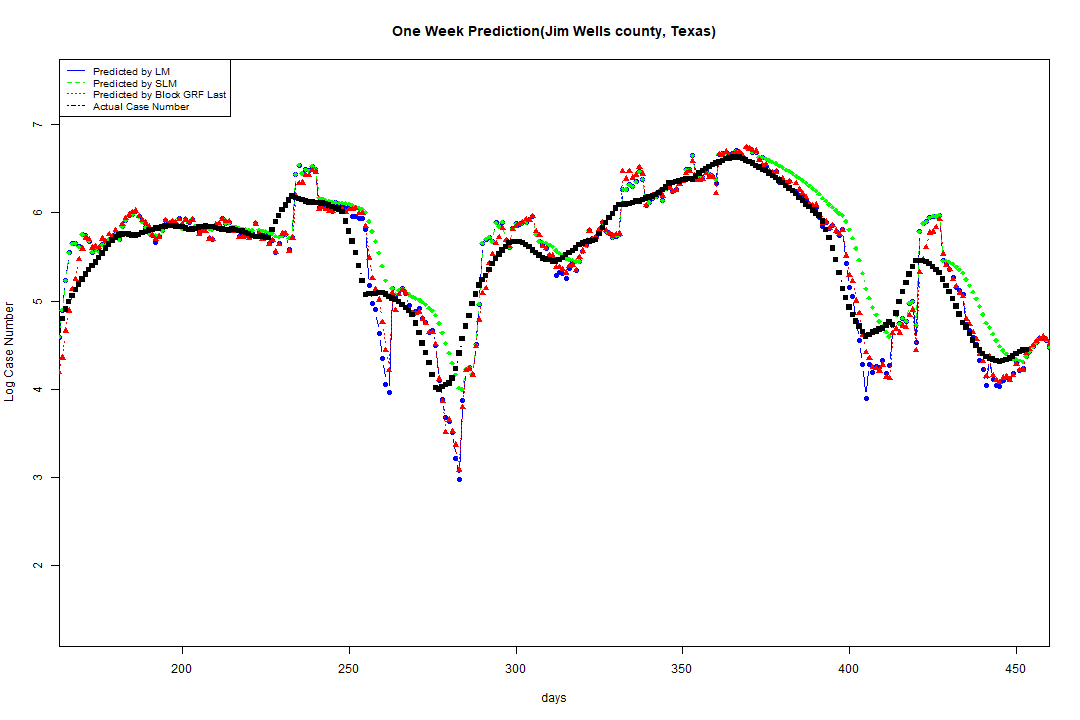 One Week Prediction(Jim Wells county, Texas)
Predicted by LM
Predicted by SLM
Predicted by Block GRF Last
Actual Case Number
7
6
5
4
3
2
Log Case Number
200 250 300 350 400 450
days